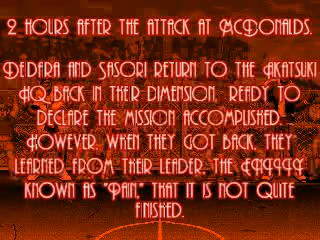 2 hours after the attack at McDonalds.
Deidara and Sasori return to the Akatsuki
HQ back in their dimension, ready to
declare the mission accomplished.
However, when they got back, they
learned from their leader, the
known as "Pain," that it is not quite
finished.